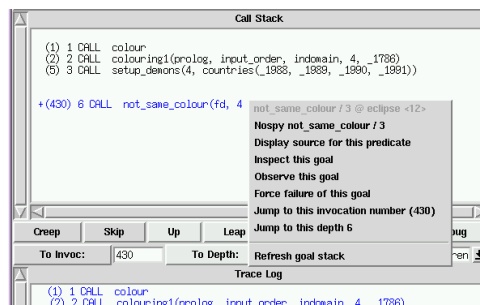 Call Stack
(1) 1 CALL colour
(2) 2 CALL colouring1(prolog, input_order, indomain, 4, _1786)
(5) 3 CALL setup_demons(4, countries(_1988, _1989, _1990, _1991))
+(430) 6 CALL not_same_colour(fd, 4
not_same_colour / 3 @ eclipse <12>
Nospy not_same_colour / 3
Display source for this predicate
Inspect this goal
Observe this goal
Force failure of this goal
Jump to this invocation number (430)
Jump to this depth 6
Refresh goal stack
Creep Skip Up Leap bug
To Invoc: 430 To Depth: ren
Trace Log
(1) 1 CALL colour
(2) 2 CALL colouring1(prolog, input_order, indomain, 4, _1786)